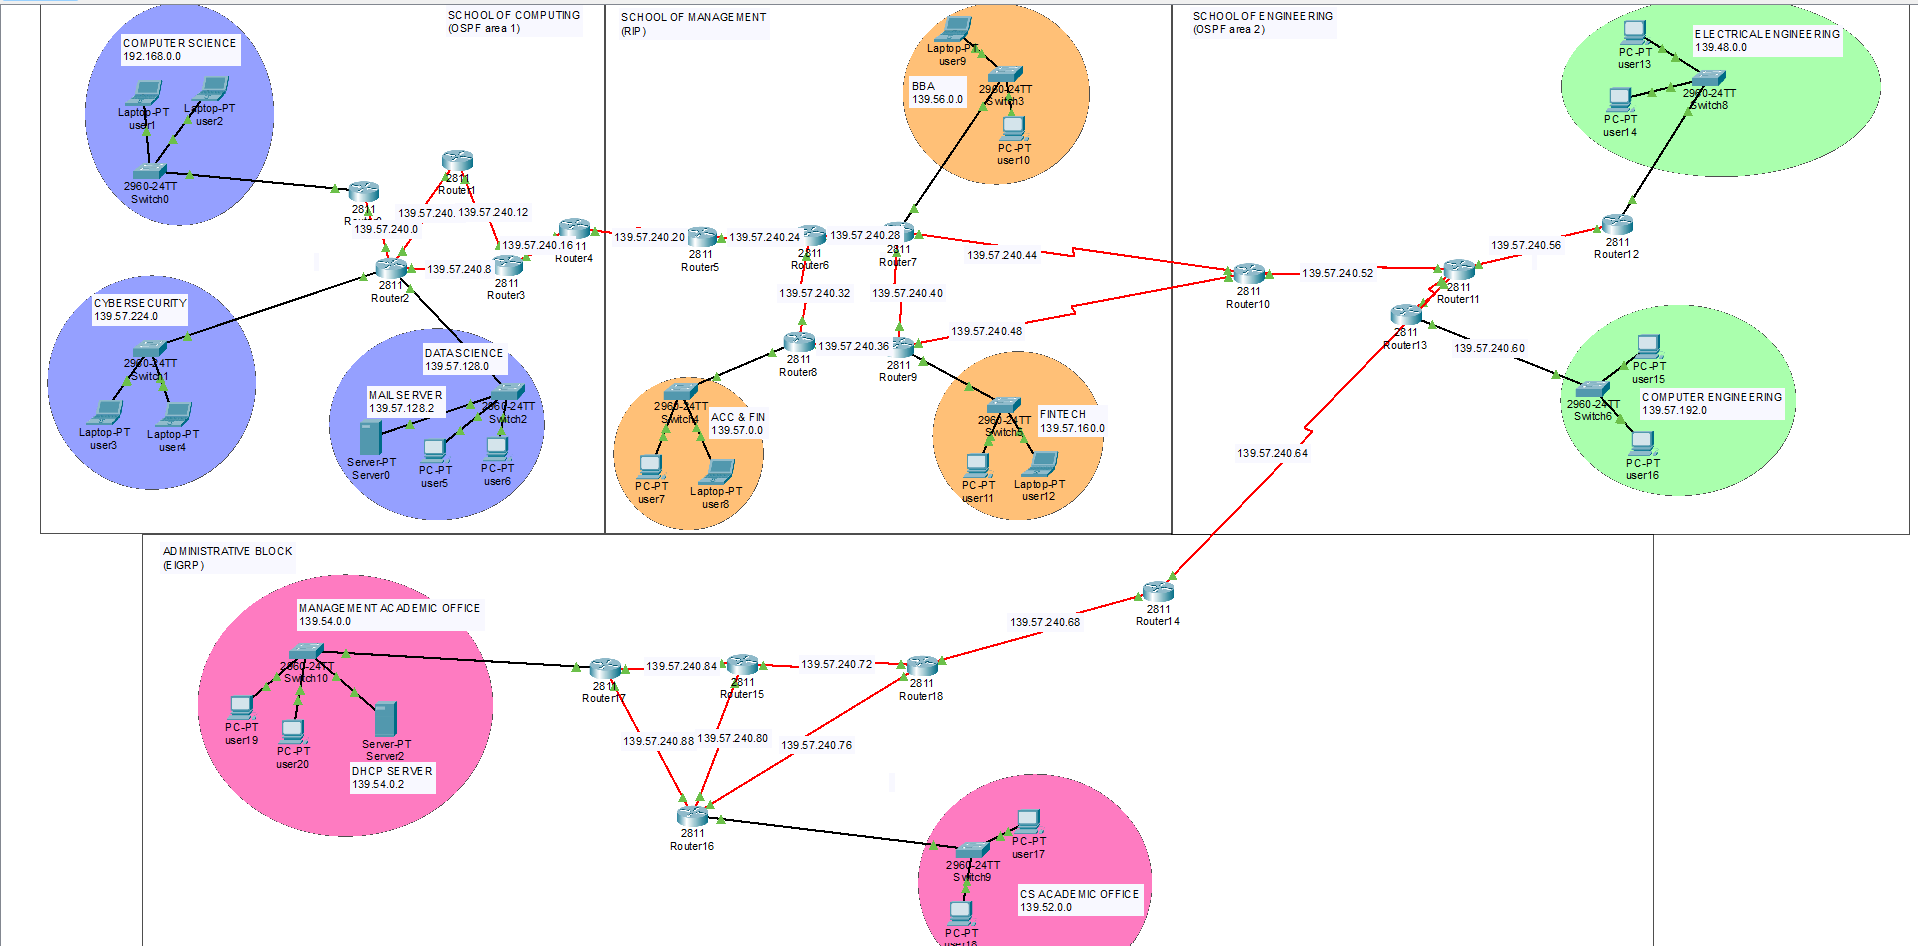 SCHOOL OF COMPUTING
(OSPF area 1)
COMPUTER SCIENCE
192.168.0.0
Laptop-PT
user1
Laptop-PT
user2
2960-24TT
Switch0
2811
2811
Router1
139.57.240.
139.57.240.12
139.57.240.0
139.57.240.16
11
Router4
139.57.240.8
2811
Router2
2811
Router3
CYBERSECURITY
139.57.224.0
2960-24TT
Switch1
Laptop-PT
user3
Laptop-PT
user4
DATA SCIENCE
139.57.128.0
MAIL SERVER
139.57.128.2
2960-24TT
Switch2
Server-PT
Server0
PC-PT
user5
PC-PT
user6
SCHOOL OF MANAGEMENT
(RIP)
Laptop-PT
user9
BBA
139.56.0.0
2960-24TT
Switch3
PC-PT
user10
139.57.240.20
139.57.240.24
139.57.240.28
2811
Router5
2811
Router6
2811
Router7
139.57.240.44
139.57.240.32
139.57.240.40
139.57.240.48
139.57.240.36
2811
Router8
2811
Router9
2960-24TT
Switch4
ACC & FIN
139.57.0.0
PC-PT
user7
Laptop-PT
user8
2960-24TT
Switch5
FINTECH
139.57.160.0
PC-PT
user11
Laptop-PT
user12
SCHOOL OF ENGINEERING
(OSPF area 2)
ELECTRICAL ENGINEERING
139.48.0.0
PC-PT
user13
2960-24TT
Switch8
PC-PT
user14
139.57.240.56
2811
Router12
2811
Router10
139.57.240.52
2811
Router11
2811
Router13
139.57.240.60
PC-PT
user15
2960-24TT
Switch6
COMPUTER ENGINEERING
139.57.192.0
PC-PT
user16
139.57.240.64
ADMINISTRATIVE BLOCK
(EIGRP)
MANAGEMENT ACADEMIC OFFICE
139.54.0.0
2960-24TT
Switch10
PC-PT
user19
PC-PT
user20
Server-PT
Server2
DHCP SERVER
139.54.0.2
2811
Router14
139.57.240.68
139.57.240.84
139.57.240.72
2811
Router17
2811
Router15
2811
Router18
139.57.240.88
139.57.240.80
139.57.240.76
2811
Router16
PC-PT
user17
2960-24TT
Switch9
CS ACADEMIC OFFICE
139.52.0.0
PC-PT
user18